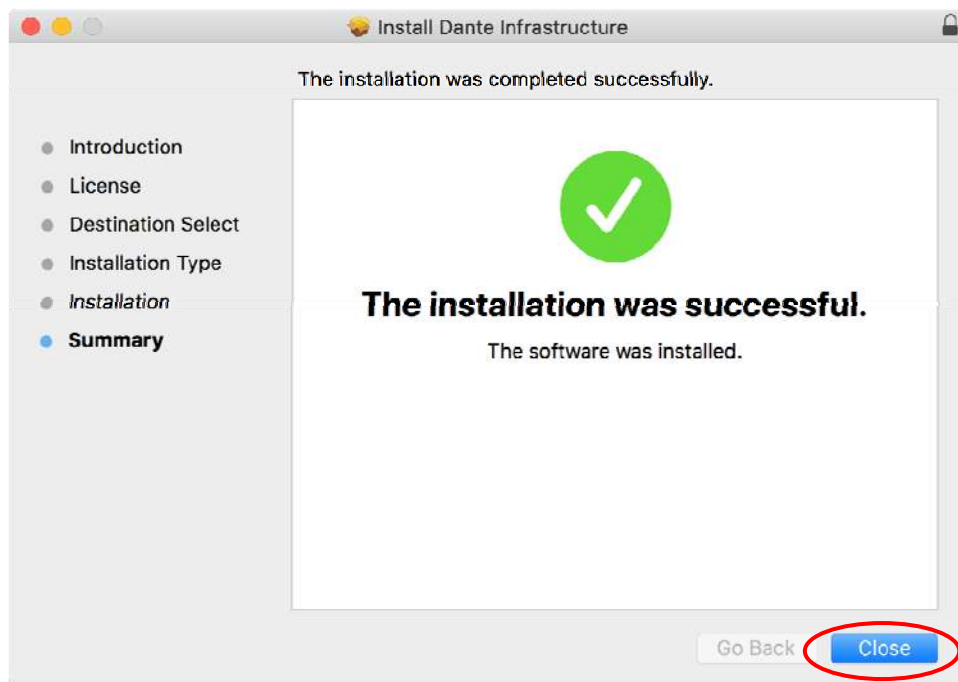 Install Dante Infrastructure
The installation was completed successfully.
Introduction
License
Destination Select
Installation Type
Installation
Summary
The installation was successful.
The software was installed.
Go Back
Close